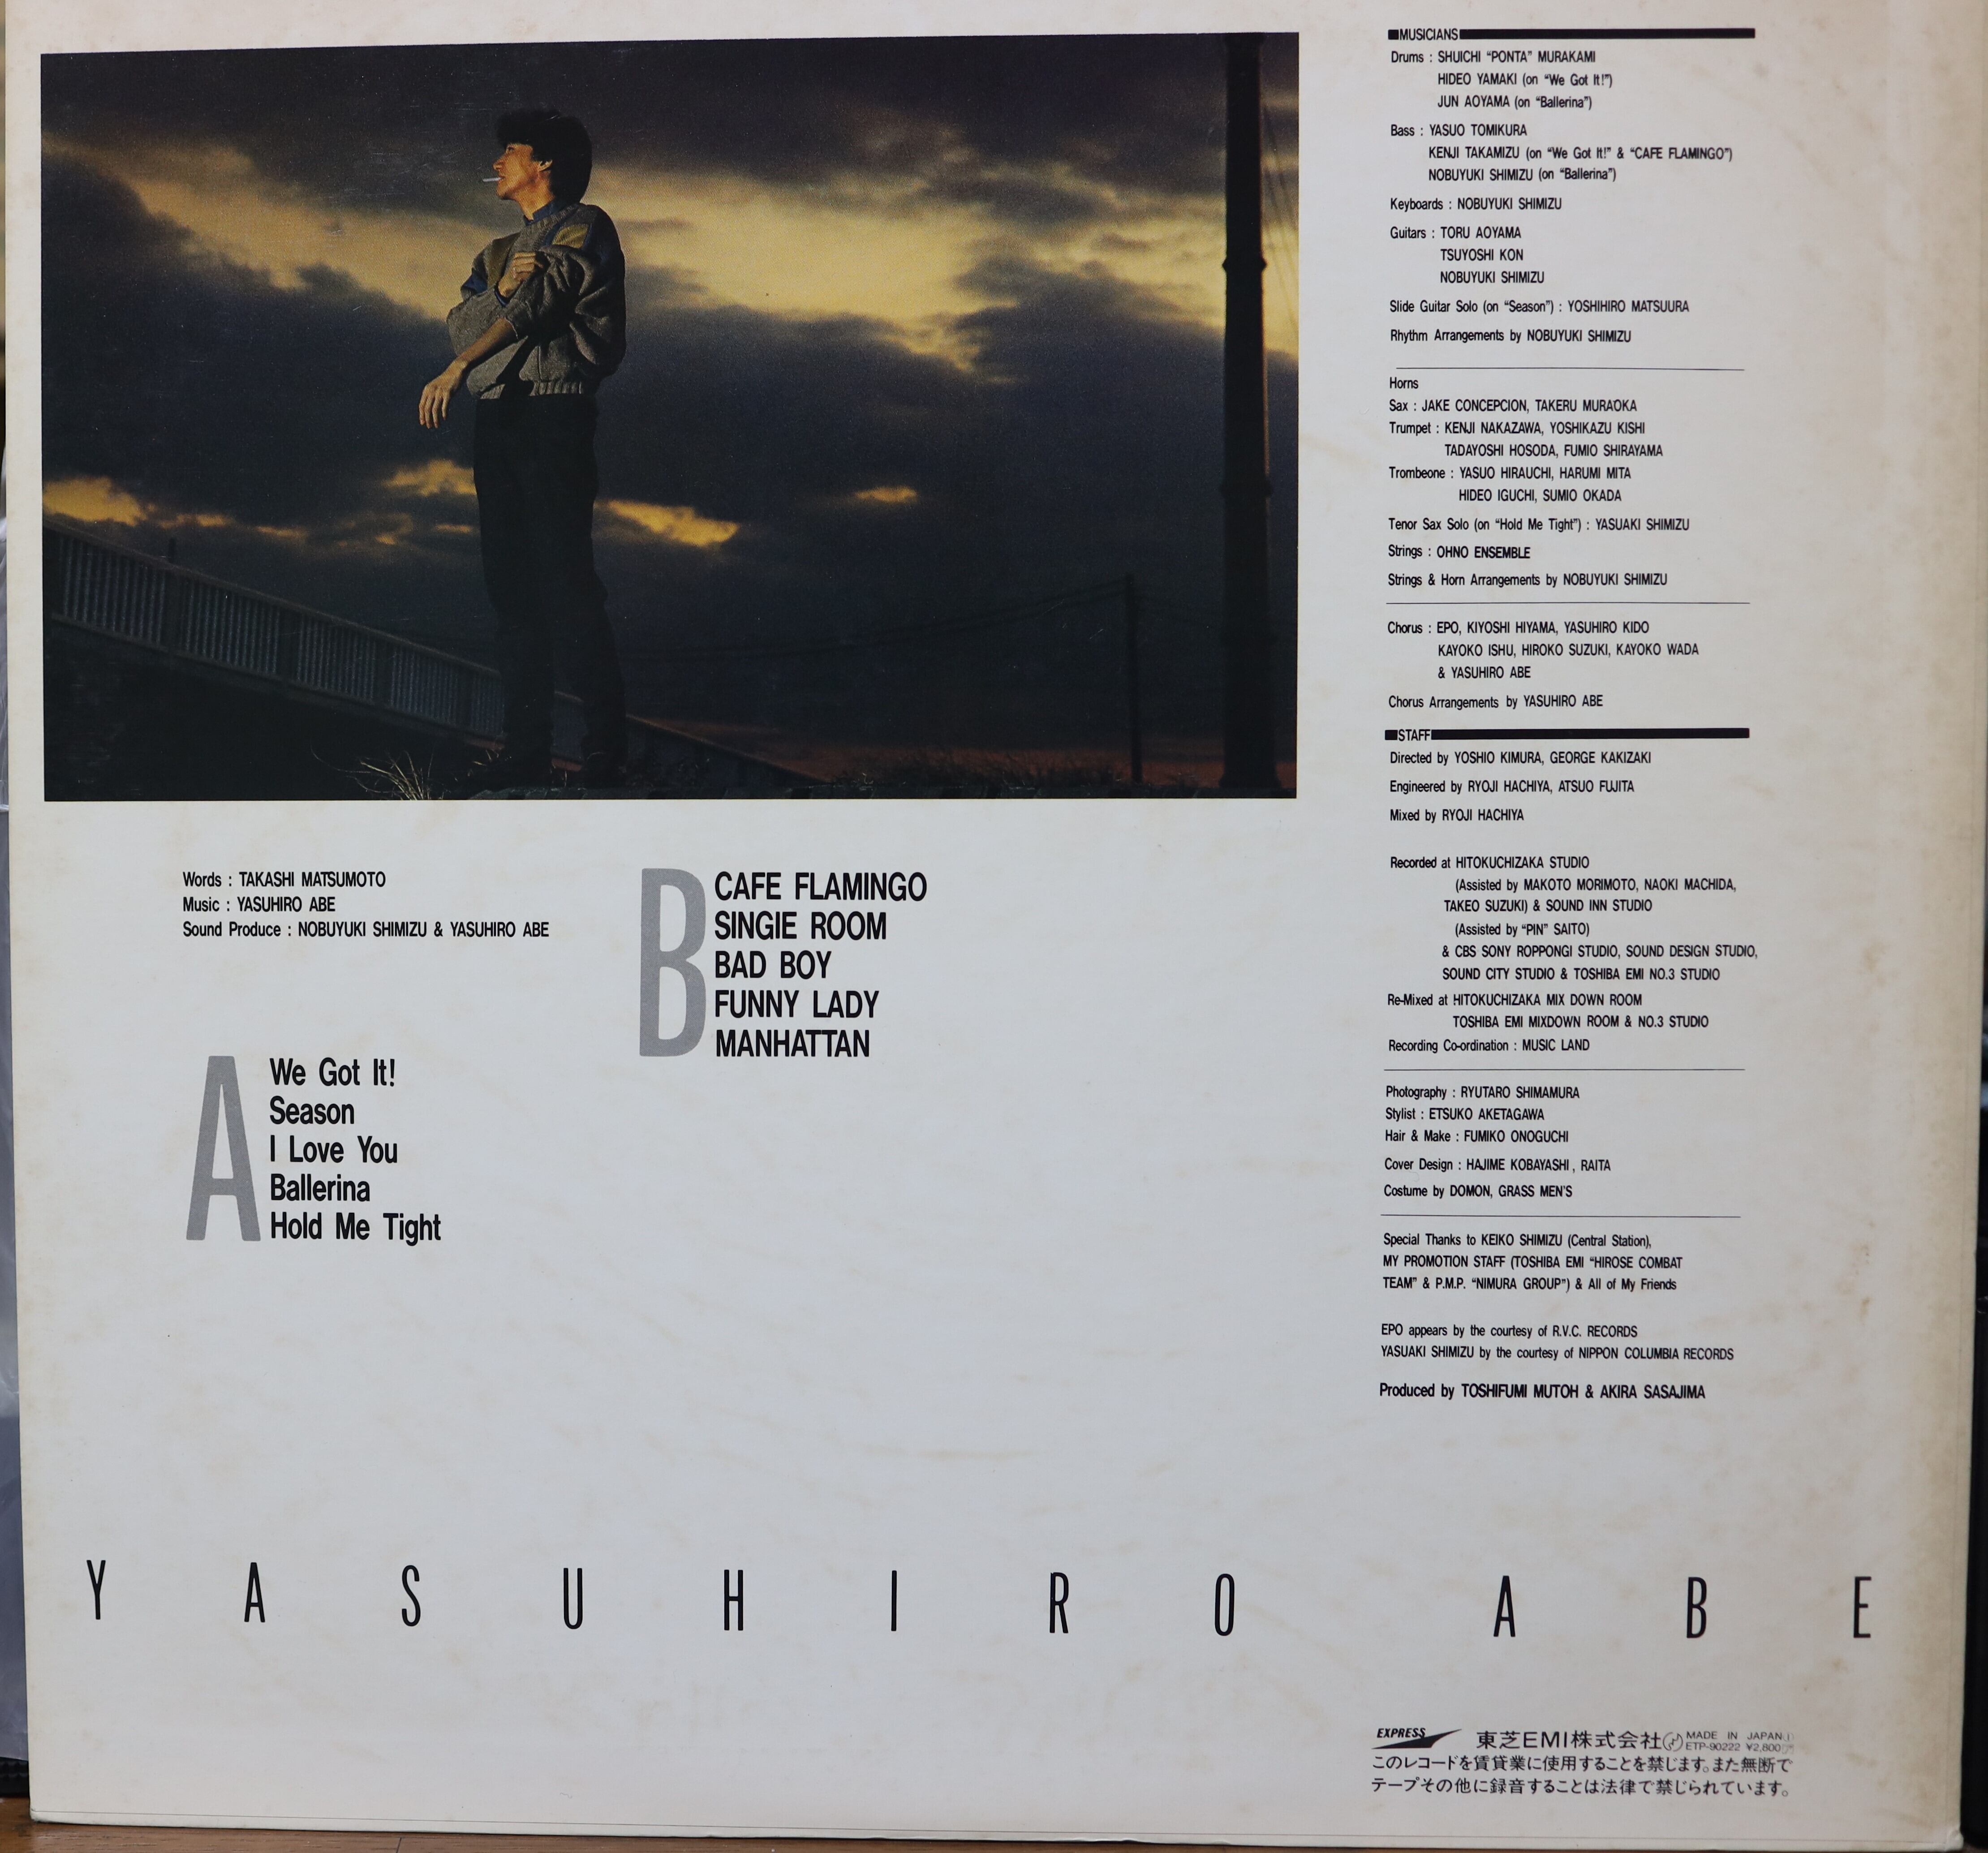 Words : TAKASHI MATSUMOTO
Music : YASUHIRO ABE
Sound Produce : NOBUYUKI SHIMIZU & YASUHIRO ABE
A
We Got It!
Season
I Love You
Ballerina
Hold Me Tight
B
CAFE FLAMINGO
SINGIE ROOM
BAD BOY
FUNNY LADY
MANHATTAN
■MUSICIANS
Drums : SHUICHI “PONTA” MURAKAMI
HIDEO YAMAKI (on “We Got It!”)
JUN AOYAMA (on “Ballerina”)
Bass : YASUO TOMIKURA
KENJI TAKAMIZU (on “We Got It!” & “CAFE FLAMINGO”)
NOBUYUKI SHIMIZU (on “Ballerina”)
Keyboards : NOBUYUKI SHIMIZU
Guitars : TORU AOYAMA
TSUYOSHI KON
NOBUYUKI SHIMIZU
Slide Guitar Solo (on “Season”) : YOSHIHIRO MATSUURA
Rhythm Arrangements by NOBUYUKI SHIMIZU
Horns
Sax : JAKE CONCEPCION, TAKERU MURAOKA
Trumpet : KENJI NAKAZAWA, YOSHIKAZU KISHI
TADAYOSHI HOSODA, FUMIO SHIRAYAMA
Trombeone : YASUO HIRAUCHI, HARUMI MITA
HIDEO IGUCHI, SUMIO OKADA
Tenor Sax Solo (on “Hold Me Tight”) : YASUAKI SHIMIZU
Strings : OHNO ENSEMBLE
Strings & Horn Arrangements by NOBUYUKI SHIMIZU
Chorus : EPO, KIYOSHI HIYAMA, YASUHIRO KIDO
KAYOKO ISHU, HIROKO SUZUKI, KAYOKO WADA
& YASUHIRO ABE
Chorus Arrangements by YASUHIRO ABE
■STAFF
Directed by YOSHIO KIMURA, GEORGE KAKIZAKI
Engineered by RYOJI HACHIYA, ATSUO FUJITA
Mixed by RYOJI HACHIYA
Recorded at HITOKUCHIZAKA STUDIO
(Assisted by MAKOTO MORIMOTO, NAOKI MACHIDA,
TAKEO SUZUKI) & SOUND INN STUDIO
(Assisted by “PIN” SAITO)
& CBS SONY ROPPONGI STUDIO, SOUND DESIGN STUDIO,
SOUND CITY STUDIO & TOSHIBA EMI NO.3 STUDIO
Re-Mixed at HITOKUCHIZAKA MIX DOWN ROOM
TOSHIBA EMI MIXDOWN ROOM & NO.3 STUDIO
Recording Co-ordination : MUSIC LAND
Photography : RYUTARO SHIMAMURA
Stylist : ETSUKO AKETAGAWA
Hair & Make : FUMIKO ONOGUCHI
Cover Design : HAJIME KOBAYASHI, RAITA
Costume by DOMON, GRASS MEN'S
Special Thanks to KEIKO SHIMIZU (Central Station),
MY PROMOTION STAFF (TOSHIBA EMI “HIROSE COMBAT
TEAM” & P.M.P. “NIMURA GROUP”) & All of My Friends
EPO appears by the courtesy of R.V.C. RECORDS
YASUAKI SHIMIZU by the courtesy of NIPPON COLUMBIA RECORDS
Produced by TOSHIFUMI MUTOH & AKIRA SASAJIMA
YASUHIRO ABE
EXPRESS 東芝EMI株式会社 MADE IN JAPAN
ETP-90222 ¥2,800
このレコードを賃貸業に使用することを禁じます。また無断で
テープその他に録音することは法律で禁じられています。